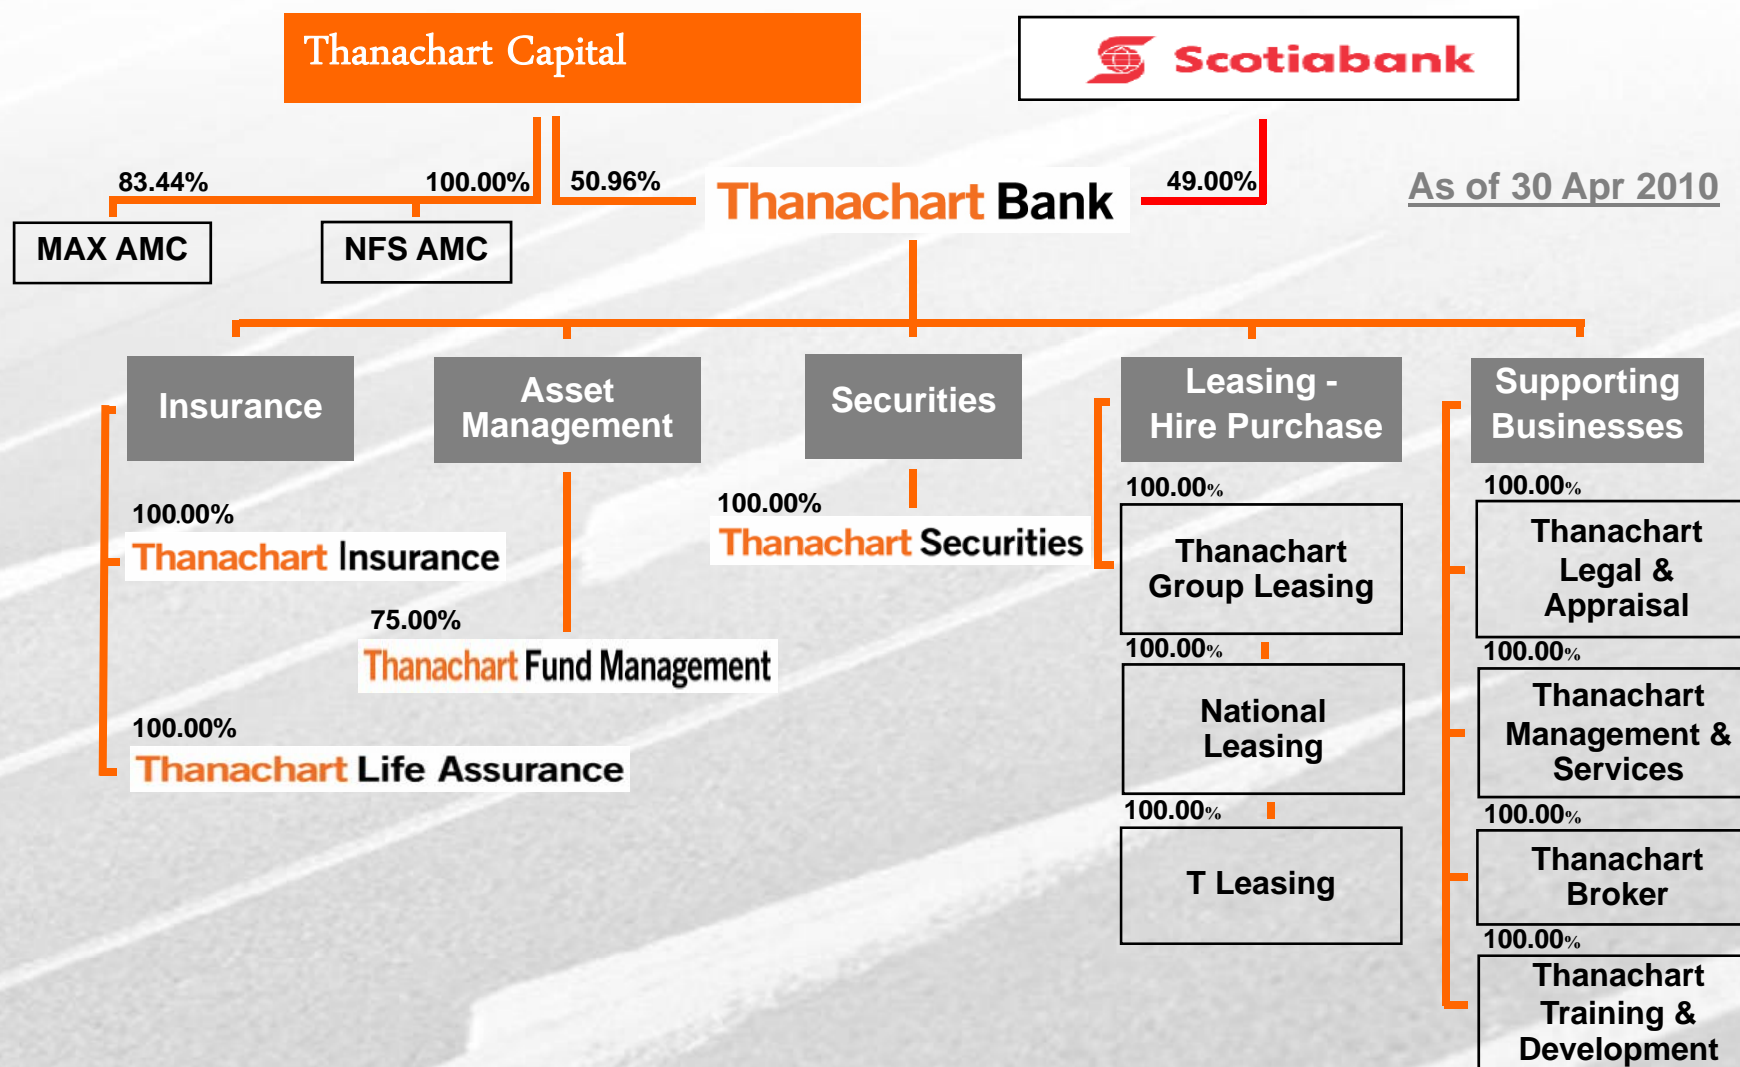 Thanachart Capital
Scotiabank
83.44%
100.00%
50.96%
Thanachart Bank
49.00%
As of 30 Apr 2010
MAX AMC
NFS AMC
Insurance
Asset
Management
Securities
Leasing -
Hire Purchase
Supporting
Businesses
100.00%
Thanachart Insurance
75.00%
Thanachart Fund Management
100.00%
Thanachart Life Assurance
100.00%
Thanachart Securities
100.00%
Thanachart
Group Leasing
100.00%
National
Leasing
100.00%
T Leasing
100.00%
Thanachart
Legal &
Appraisal
100.00%
Thanachart
Management &
Services
100.00%
Thanachart
Broker
100.00%
Thanachart
Training &
Development